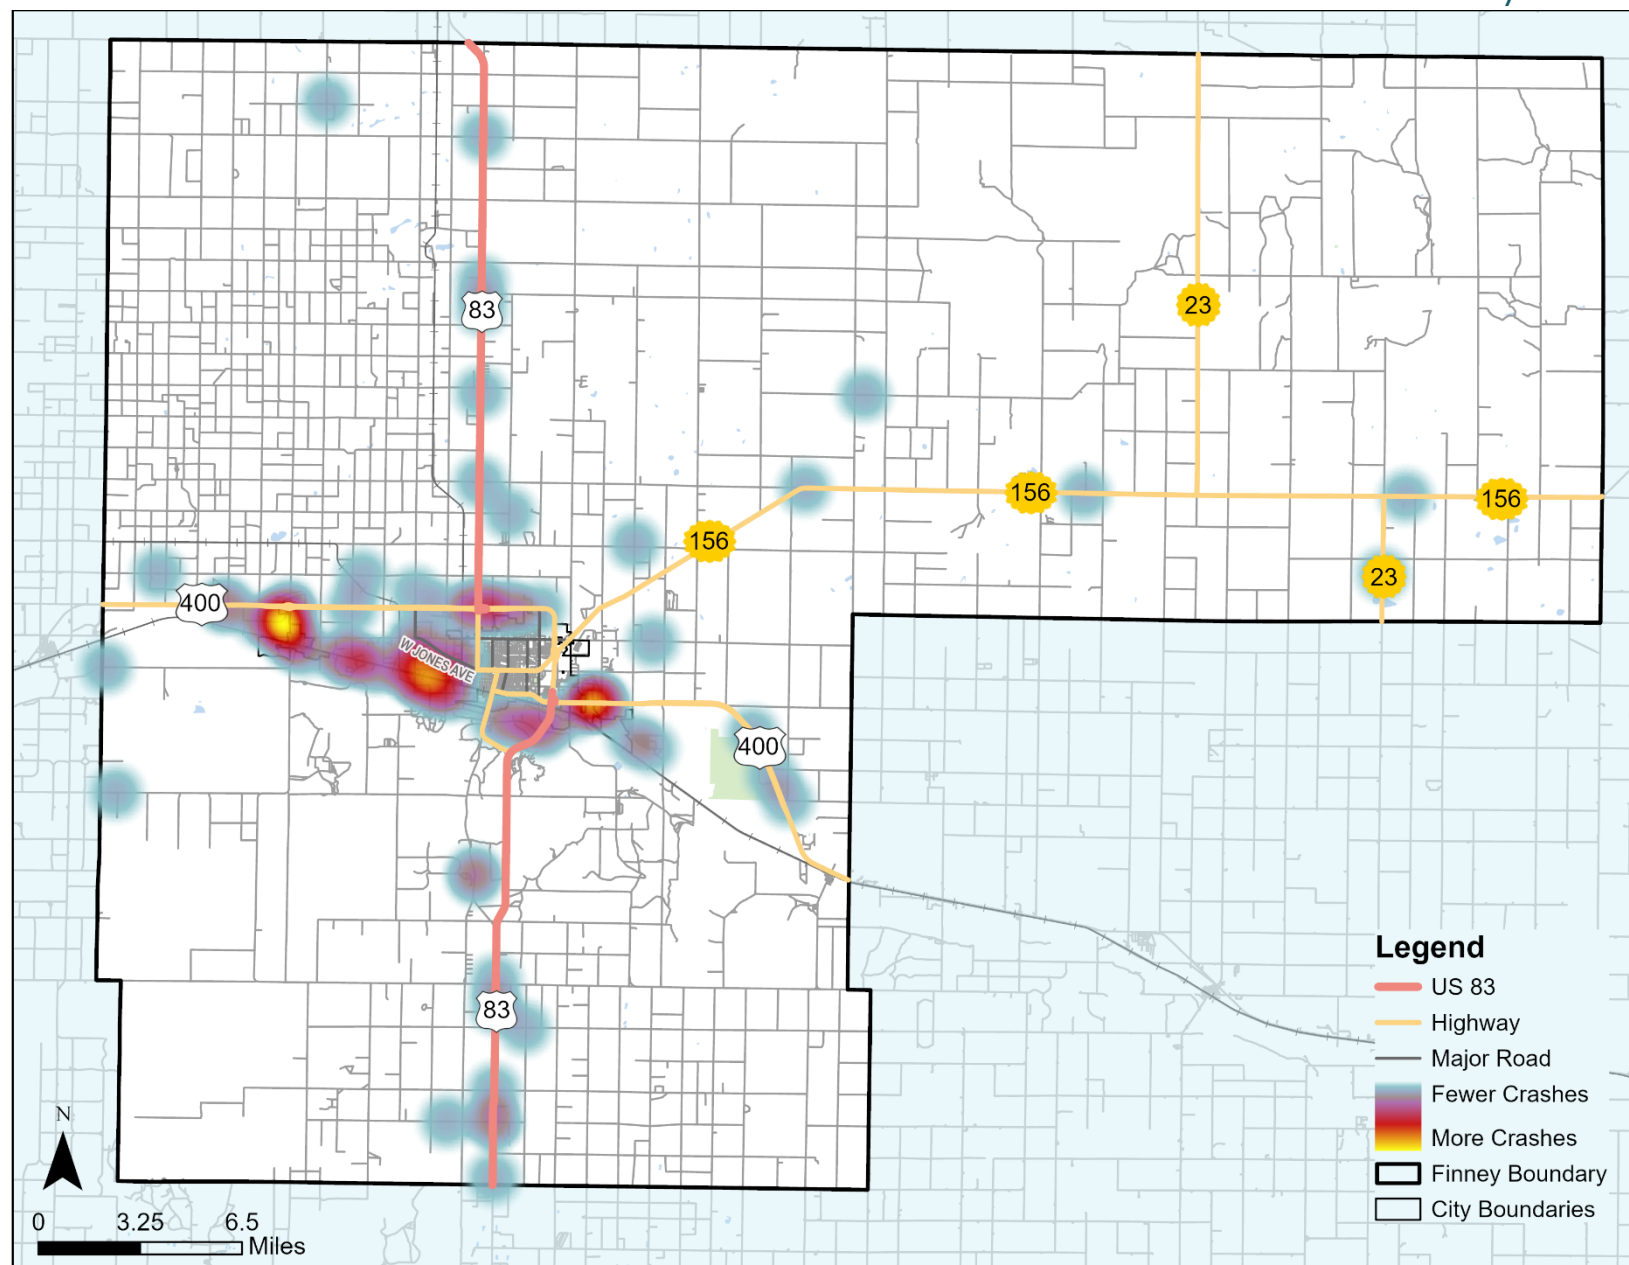 83
23
156
156
156
23
400
W JONES AVE
400
83
Legend
US 83
Highway
Major Road
Fewer Crashes
More Crashes
Finney Boundary
City Boundaries
N
0 3.25 6.5
Miles